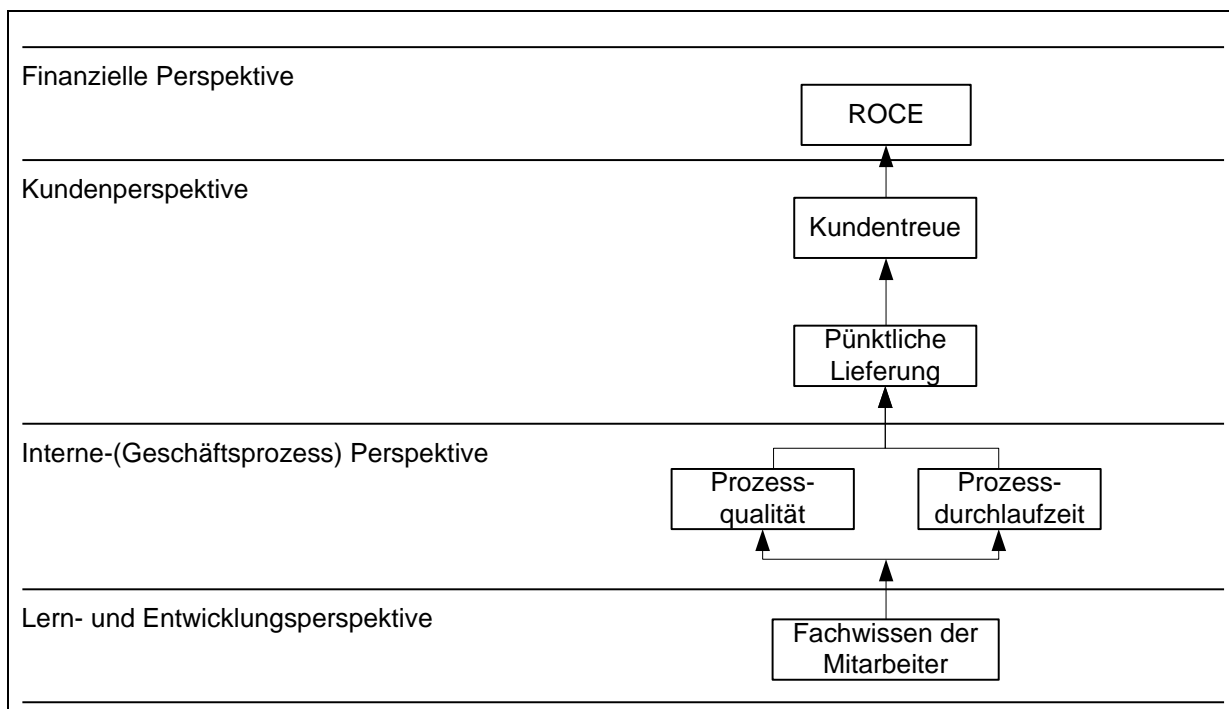 Finanzielle Perspektive
ROCE
Kundenperspektive
Kundentreue
Pünktliche
Lieferung
Interne-(Geschäftsprozess) Perspektive
Prozess-
qualität
Prozess-
durchlaufzeit
Lern- und Entwicklungsperspektive
Fachwissen der
Mitarbeiter